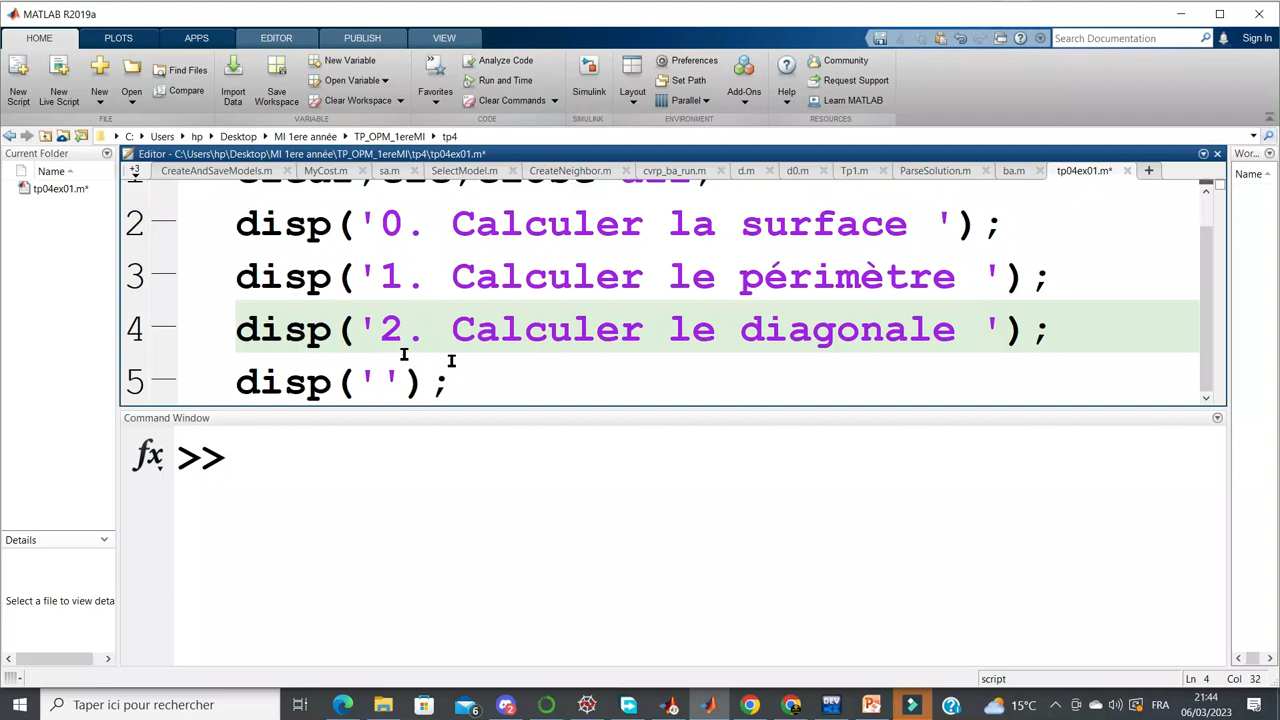 MATLAB R2019a
HOME PLOTS APPS EDITOR PUBLISH VIEW Search Documentation Sign In
New Script
New Live Script
New
Open
Find Files
Compare
FILE
Import Data
Save Workspace
New Variable
Open Variable
Clear Workspace
VARIABLE
Favorites
Analyze Code
Run and Time
Clear Commands
CODE
Simulink
SIMULINK
Layout
Preferences
Set Path
Parallel
ENVIRONMENT
Add-Ons
Help
Community
Request Support
Learn MATLAB
RESOURCES
C: Users hp Desktop MI 1ere année TP_OPM_1ereMI tp4
Current Folder
Name
tp04ex01.m*
Details
Select a file to view deta
Editor - C:\Users\hp\Desktop\MI 1ere année\TP_OPM_1ereMI\tp4\tp04ex01.m*
+3 CreateAndSaveModels.m MyCost.m sa.m SelectModel.m CreateNeighbor.m cvrp_ba_run.m d.m d0.m Tp1.m ParseSolution.m ba.m tp04ex01.m*
2 disp('0. Calculer la surface ');
3 disp('1. Calculer le périmètre ');
4 disp('2. Calculer le diagonale ');
5 disp('');
Command Window
fx >>
Wor...
Name
script Ln 4 Col 32
Taper ici pour rechercher
6
15°C
FRA
21:44
06/03/2023